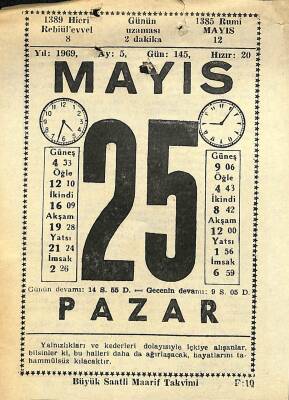 1389 Hicri
Rebiül'evvel
8
Günün
uzaması
2 dakika
1385 Rumi
MAYIS
12
Yıl: 1969, Ay: 5, Gün: 145, Hızır: 20
MAYIS
25
Güneş
4 33
Öğle
12 10
İkindi
16 09
Akşam
19 28
Yatsı
21 24
İmsak
2 26
Güneş
9 06
Öğle
4 43
İkindi
8 42
Akşam
12 00
Yatsı
1 56
İmsak
6 59
Günün devamı: 14 S. 55 D. — Gecenin devamı: 9 S. 05 D.
PAZAR
Yalnızlıkları ve kederleri dolayısiyle içkiye alışanlar,
bilsinler ki, bu halleri daha da ağırlaşacak, hayatlarını ta-
hammülsüz kılacaktır.
Büyük Saatli Maarif Takvimi F:10